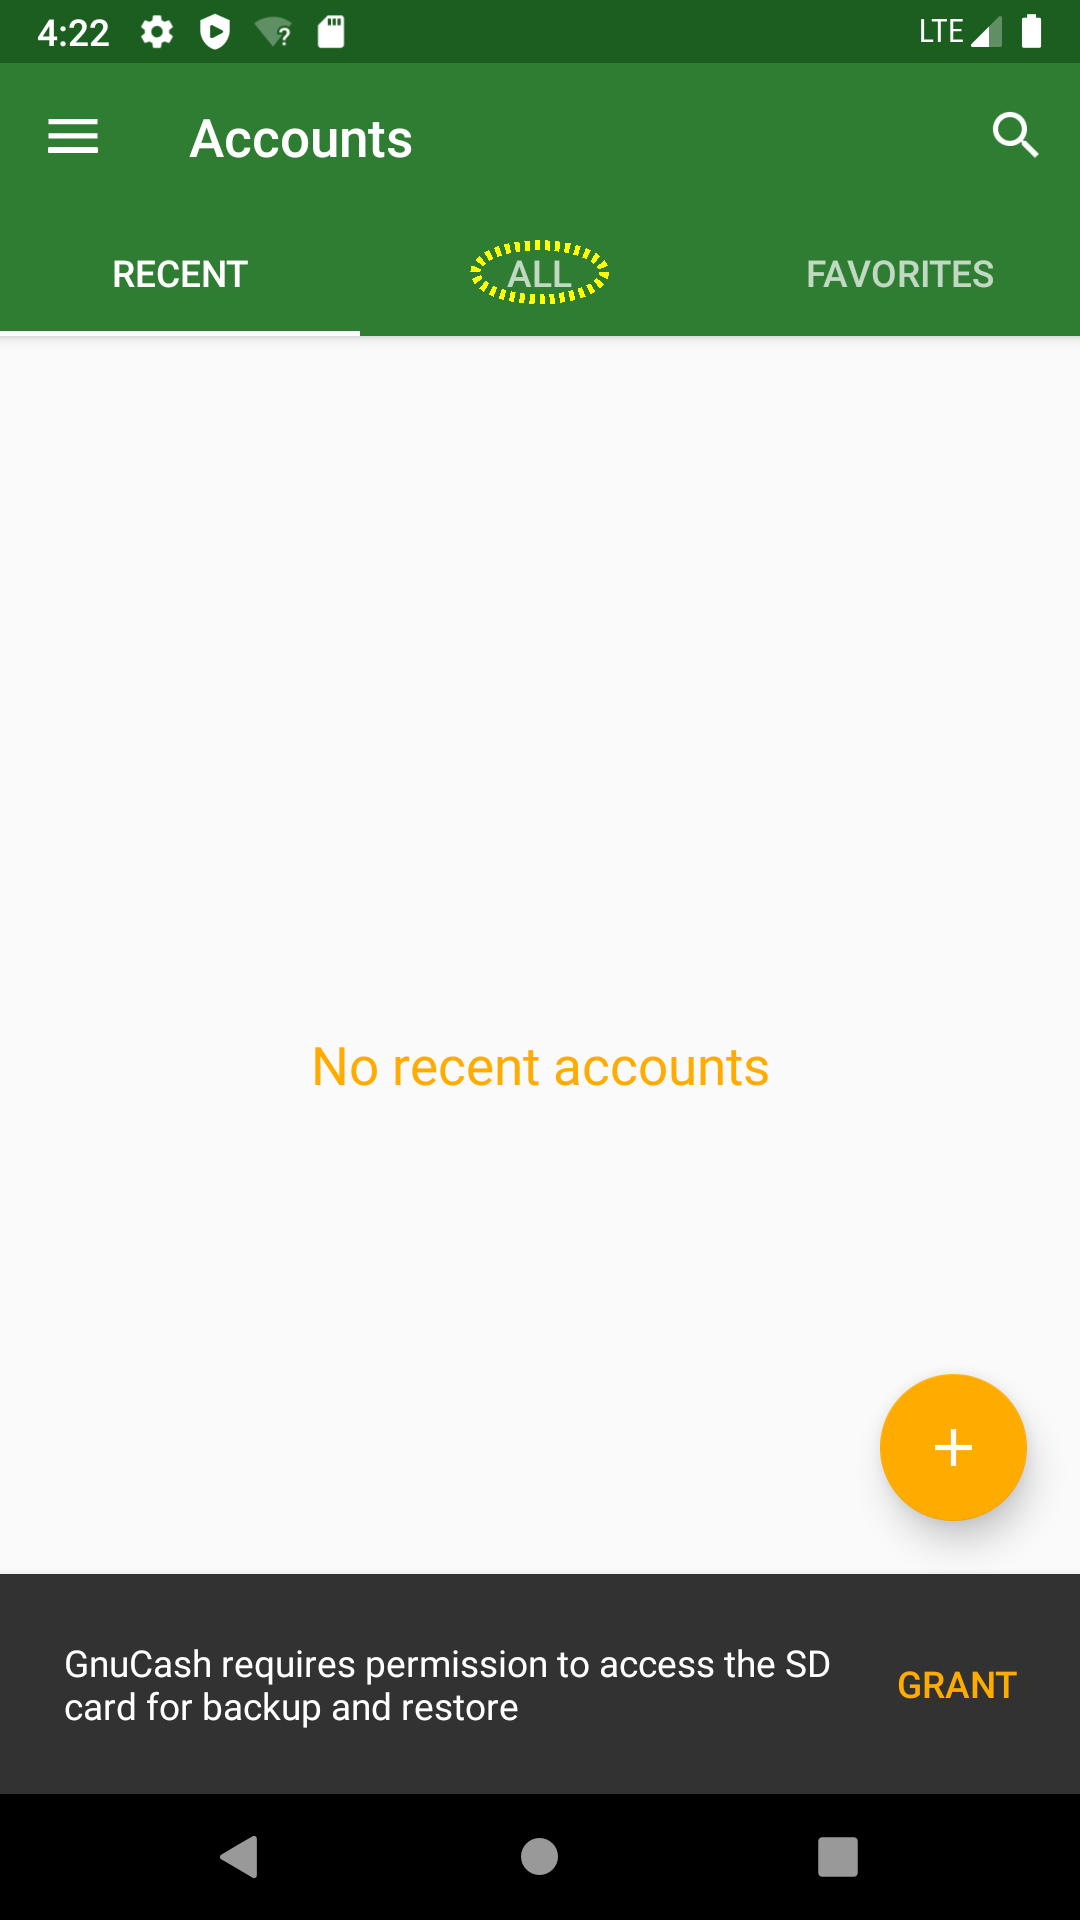 4:22
LTE
Accounts
RECENT
ALL
FAVORITES
No recent accounts
GnuCash requires permission to access the SD
card for backup and restore
GRANT